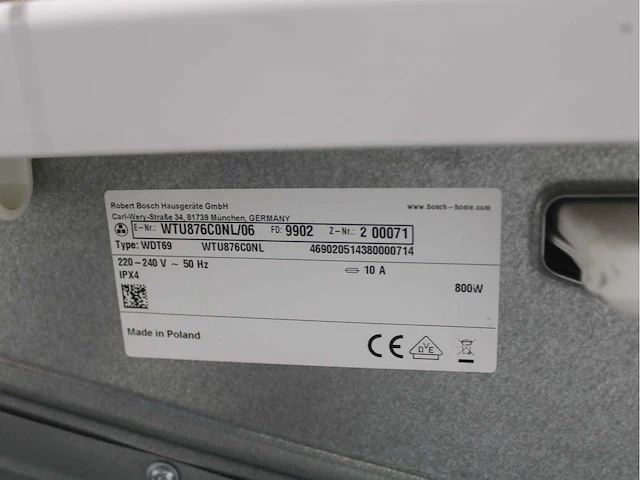 Robert Bosch Hausgeräte GmbH www.bosch-home.com
Carl-Wery-Straße 34, 81739 München, GERMANY
E-Nr.: WTU876C0NL/06 FD: 9902 Z-Nr.: 2 00071
Type: WDT69 WTU876C0NL 469020514380000714
220-240 V ~ 50 Hz 10 A
IPX4 800W
Made in Poland CE DVE